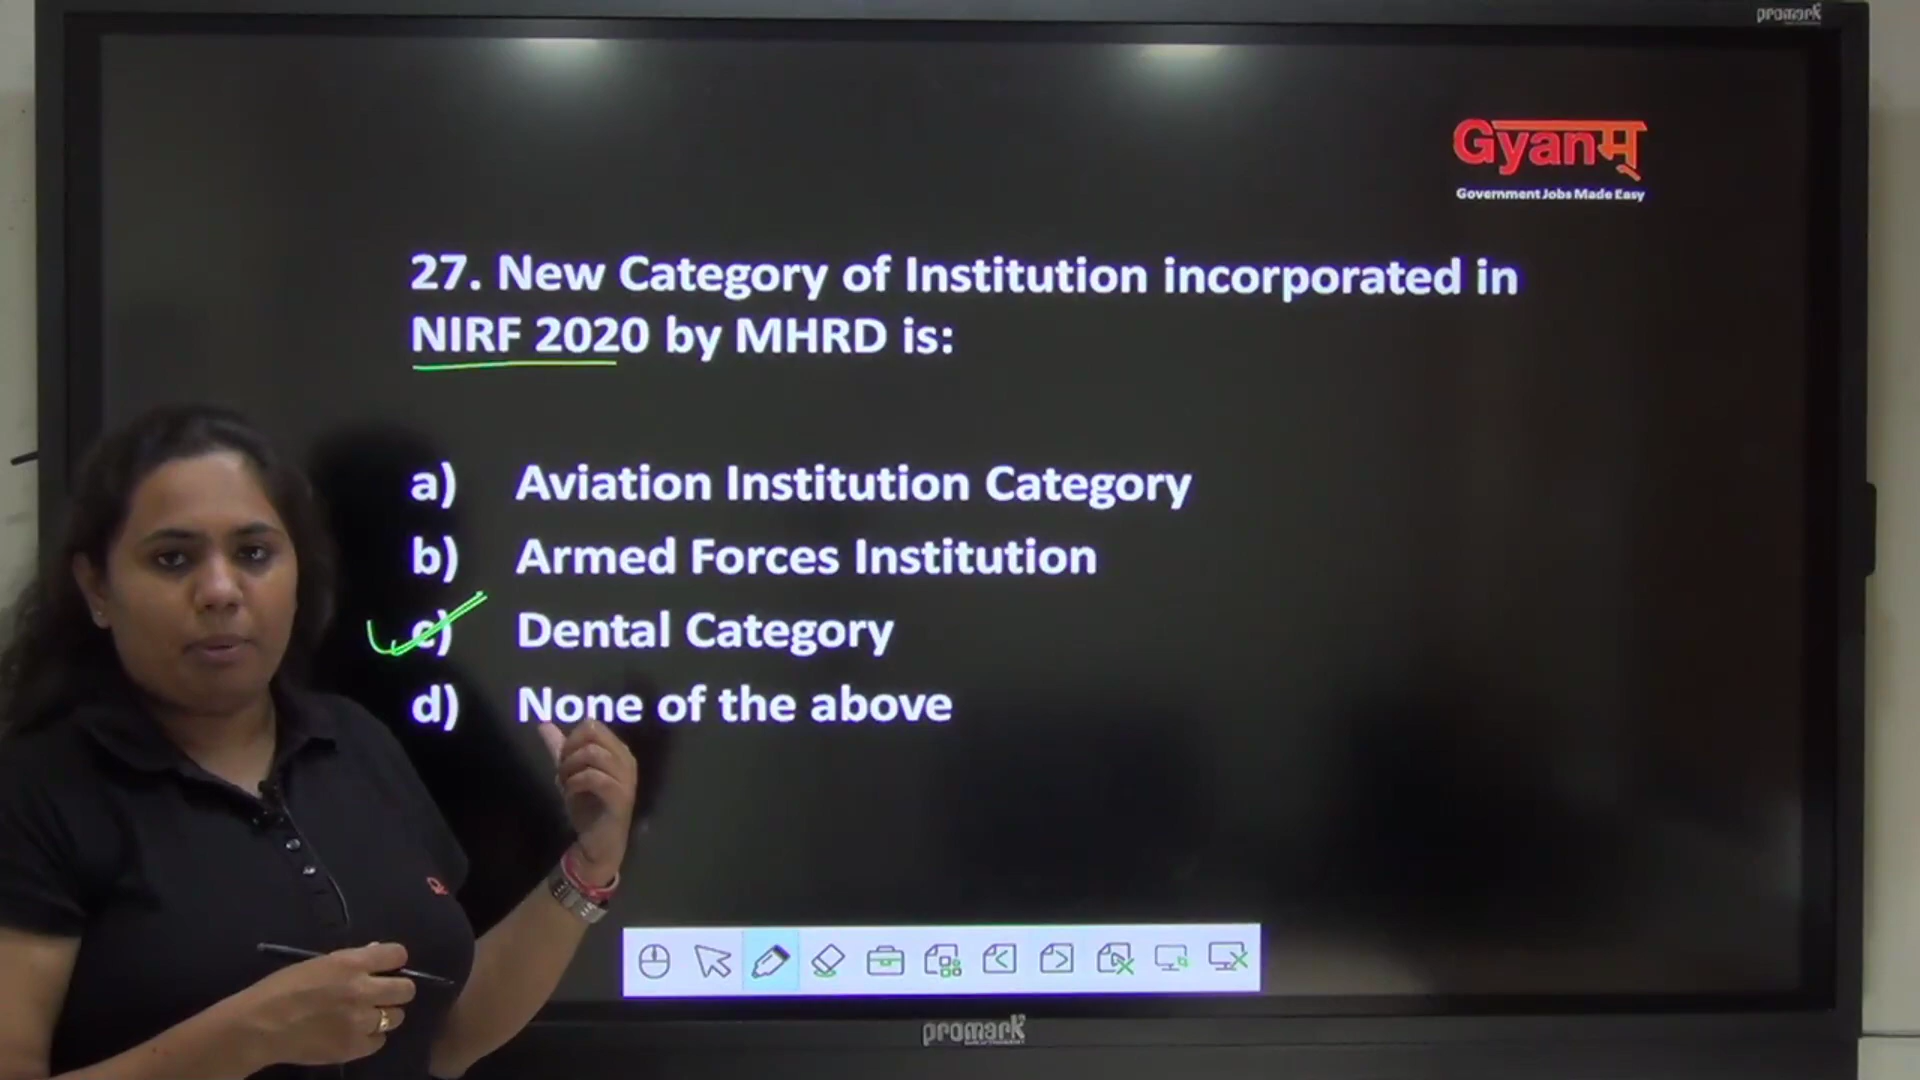 promark
Gyanम्
Government Jobs Made Easy
27. New Category of Institution incorporated in
NIRF 2020 by MHRD is:
a) Aviation Institution Category
b) Armed Forces Institution
c) Dental Category
d) None of the above
promark